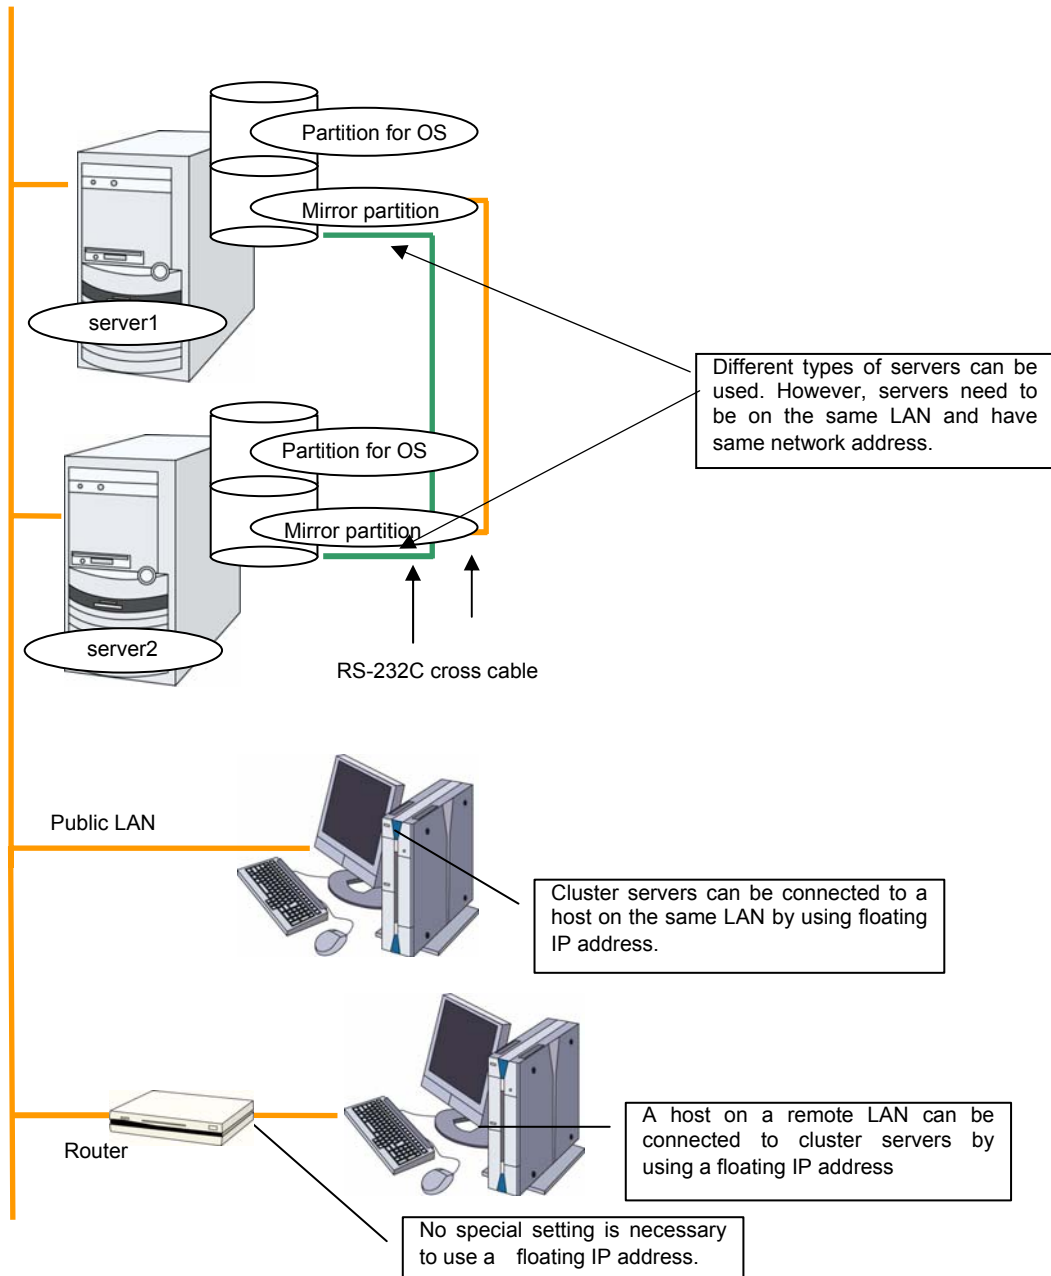 Partition for OS
Mirror partition
server1
Different types of servers can be
used. However, servers need to
be on the same LAN and have
same network address.
Partition for OS
Mirror partition
server2
RS-232C cross cable
Public LAN
Cluster servers can be connected to a
host on the same LAN by using floating
IP address.
Router
A host on a remote LAN can be
connected to cluster servers by
using a floating IP address
No special setting is necessary
to use a floating IP address.